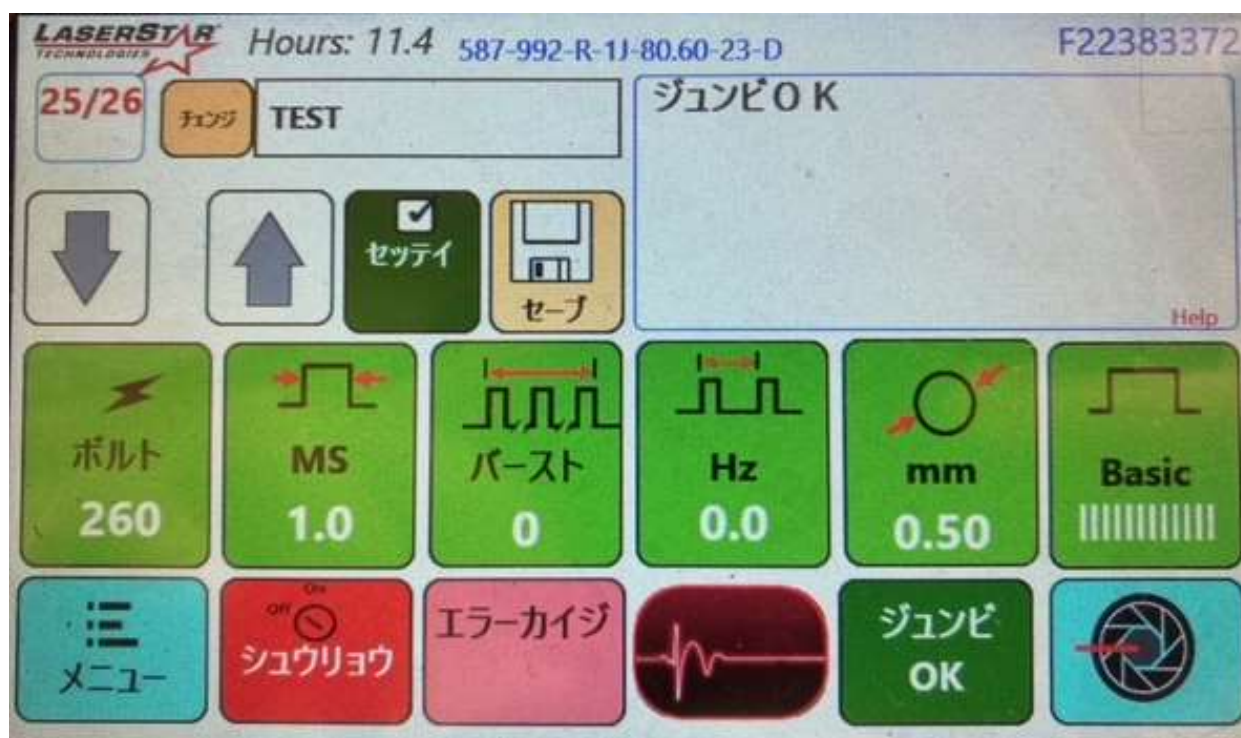 LASERSTAR
TECHNOLOGIES
Hours: 11.4
587-992-R-1J-80.60-23-D
F22383372
25/26
チェンジ
TEST
ジュンビOK
セッテイ
セーブ
Help
ボルト
260
MS
1.0
バースト
0
Hz
0.0
mm
0.50
Basic
メニュー
On
Off
シュウリョウ
エラーカイジ
ジュンビ
OK